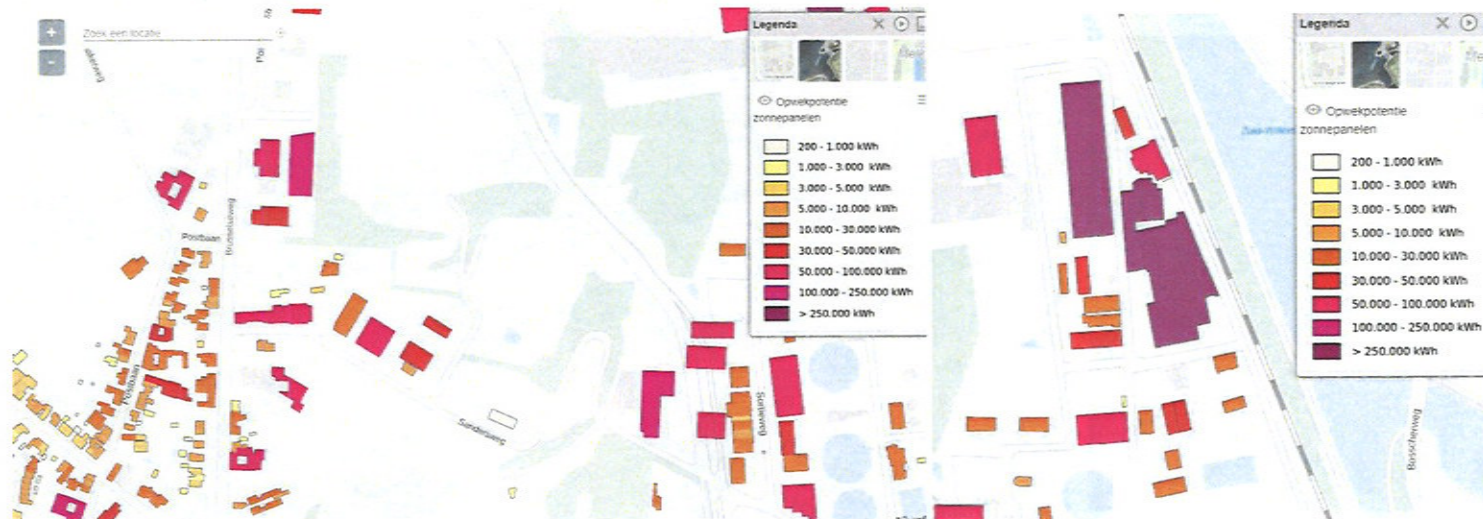 Zoek een locatie
Postbaan
Brusselseweg
Postbaan
Sandersweg
Sortieweg
Legenda
Opwekpotentie
zonnepanelen
200 - 1.000 kWh
1.000 - 3.000 kWh
3.000 - 5.000 kWh
5.000 - 10.000 kWh
10.000 - 30.000 kWh
30.000 - 50.000 kWh
50.000 - 100.000 kWh
100.000 - 250.000 kWh
> 250.000 kWh
Legenda
Opwekpotentie
zonnepanelen
200 - 1.000 kWh
1.000 - 3.000 kWh
3.000 - 5.000 kWh
5.000 - 10.000 kWh
10.000 - 30.000 kWh
30.000 - 50.000 kWh
50.000 - 100.000 kWh
100.000 - 250.000 kWh
> 250.000 kWh
Bosscherweg